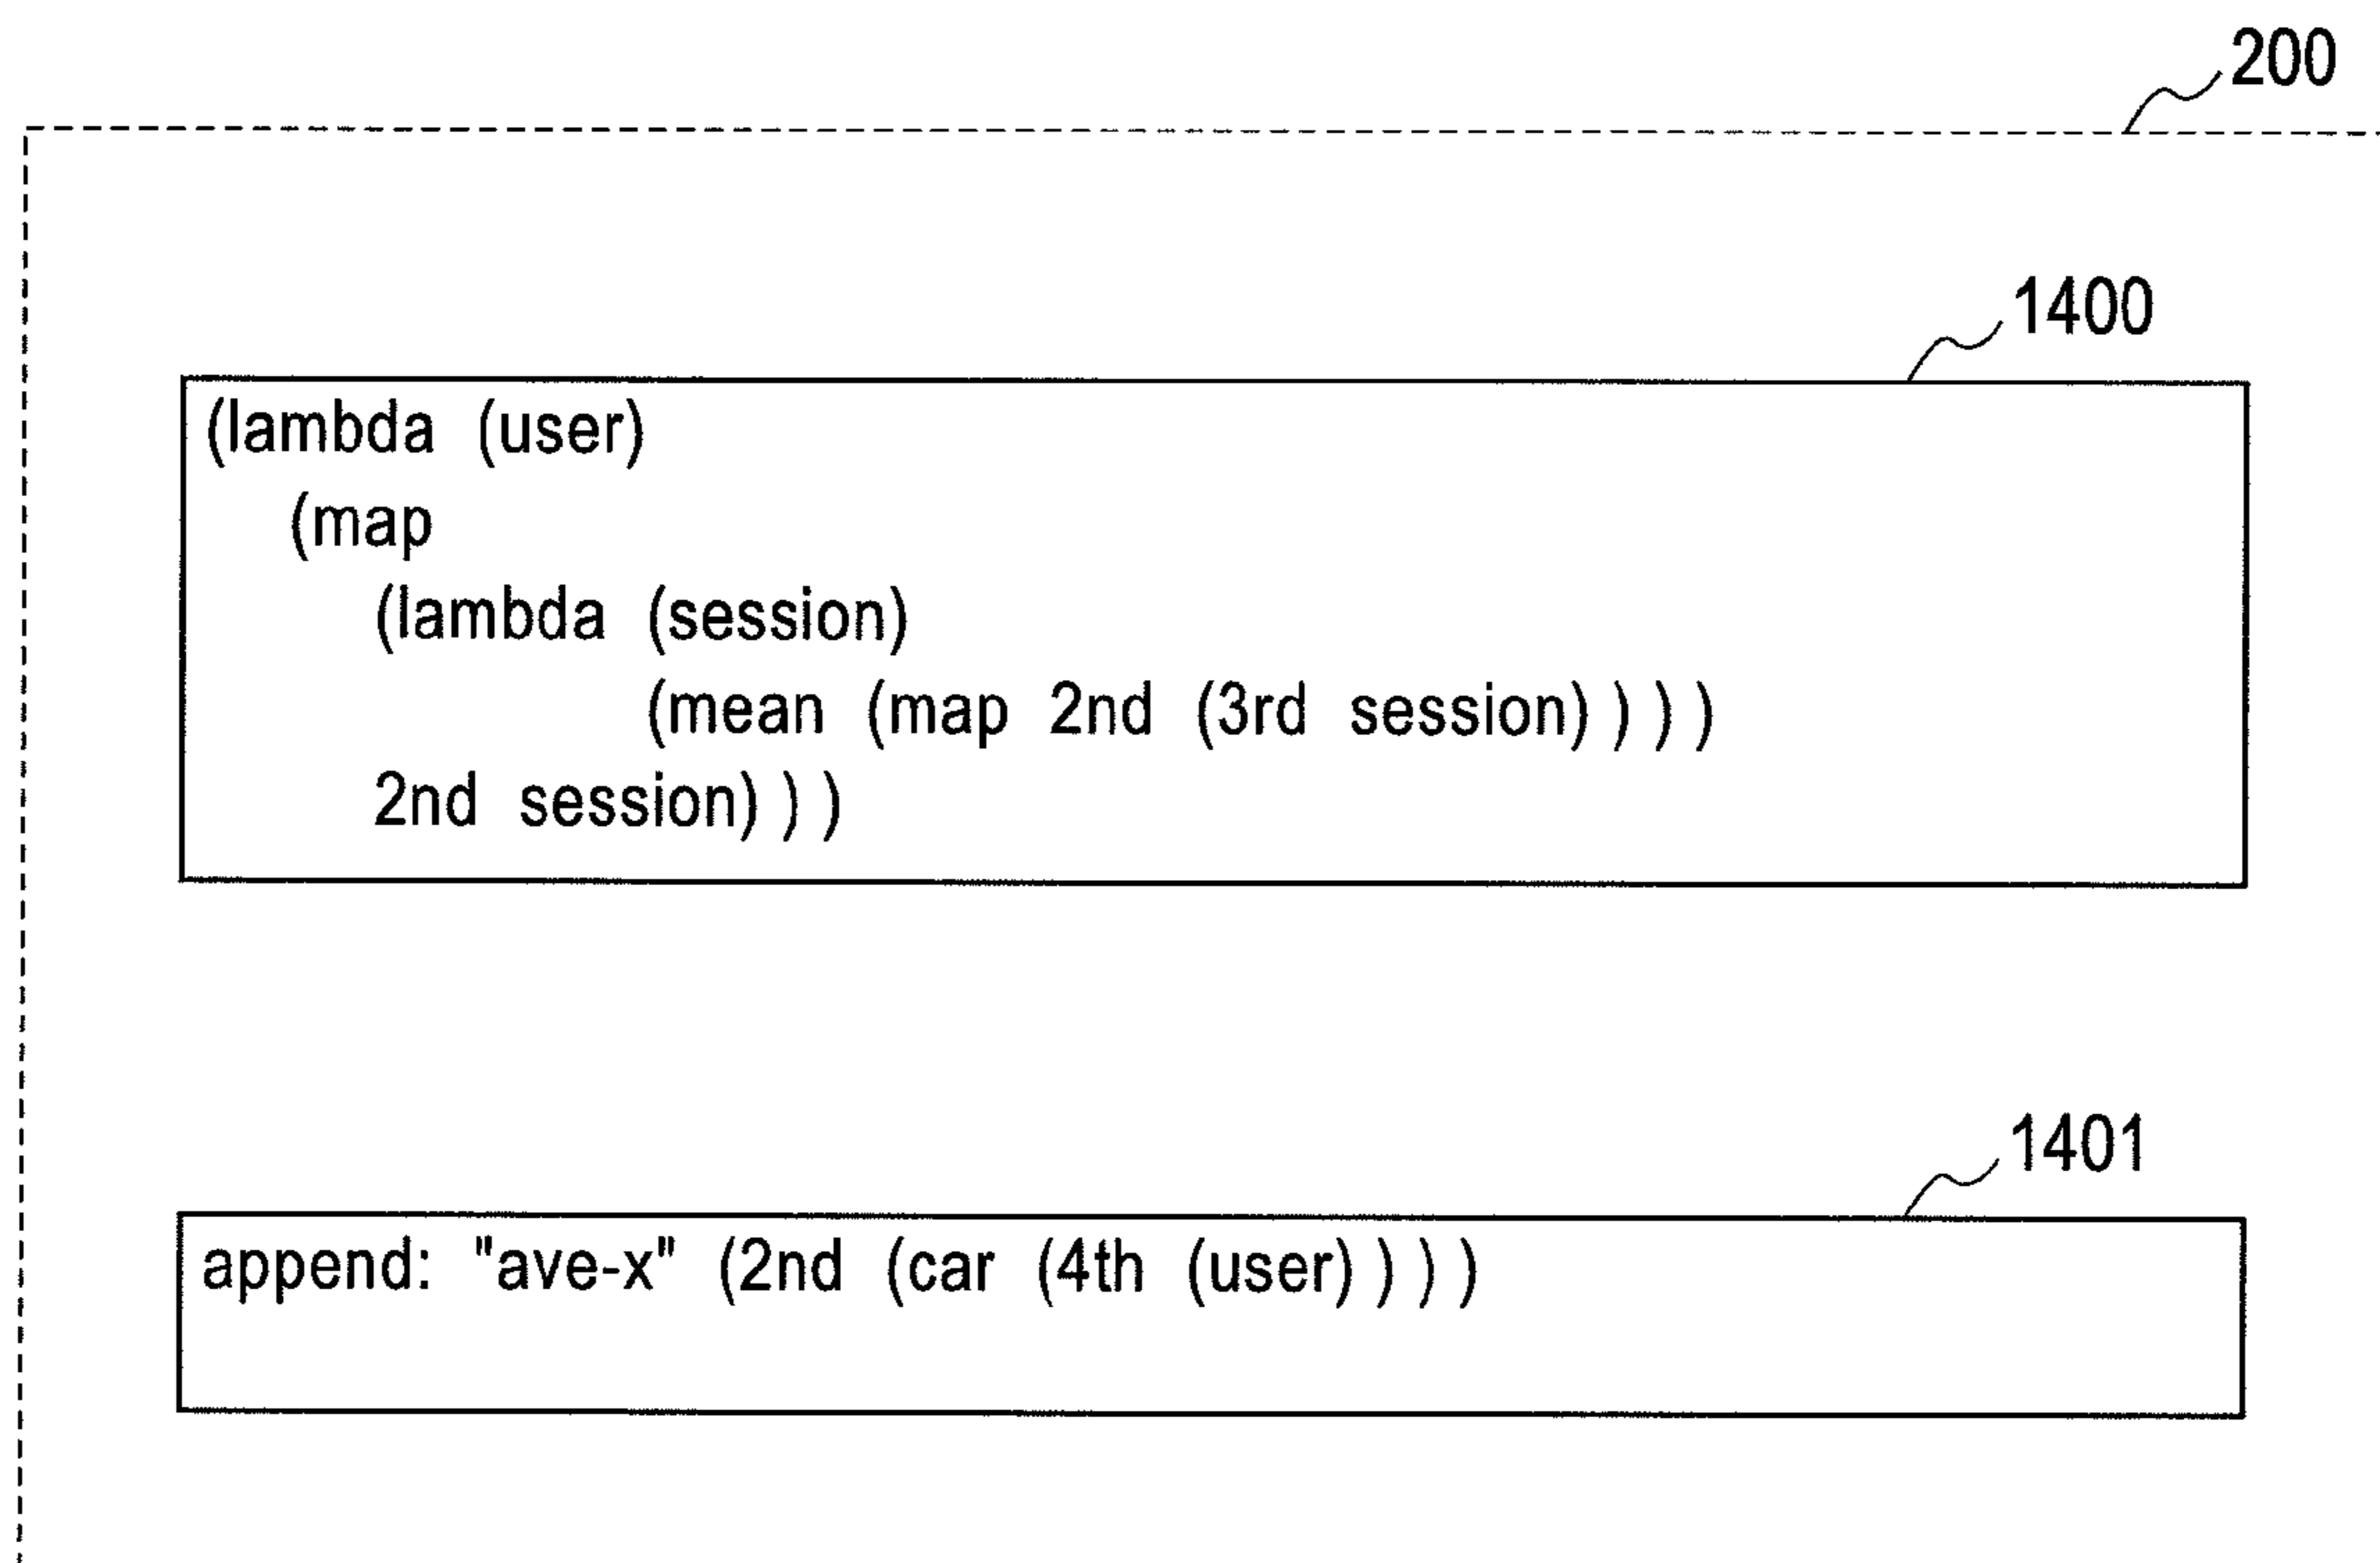 200
1400
(lambda (user)
(map
(lambda (session)
(mean (map 2nd (3rd session) ) ) )
2nd session) ) )
1401
append: "ave-x" (2nd (car (4th (user) ) ) )